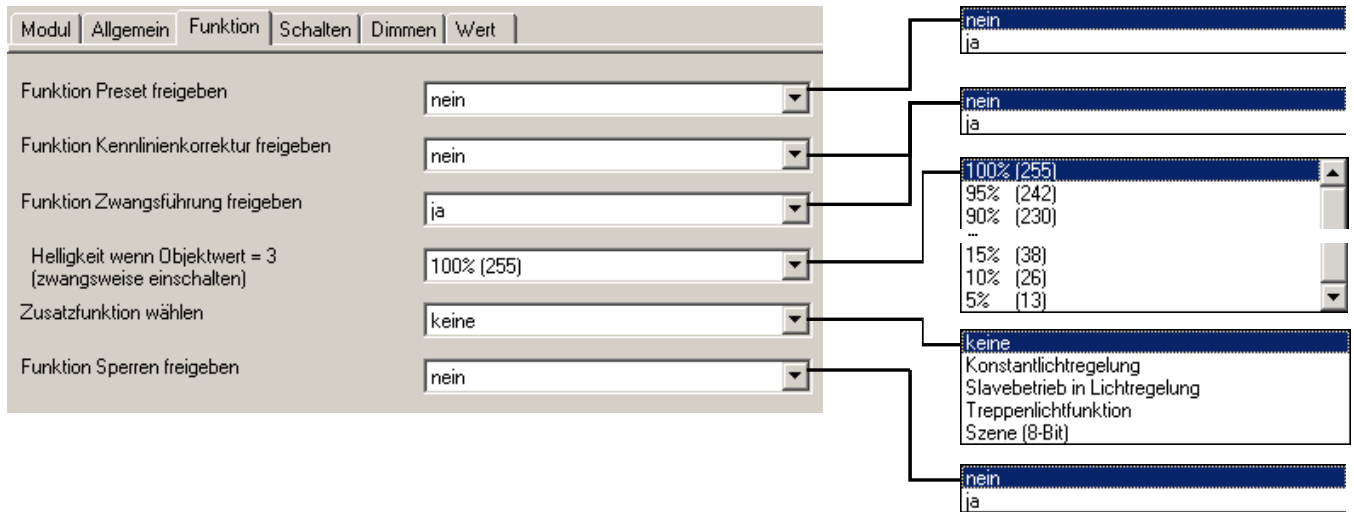 Modul Allgemein Funktion Schalten Dimmen Wert
Funktion Preset freigeben
nein
Funktion Kennlinienkorrektur freigeben
nein
Funktion Zwangsführung freigeben
ja
Helligkeit wenn Objektwert = 3
(zwangsweise einschalten)
100% (255)
Zusatzfunktion wählen
keine
Funktion Sperren freigeben
nein
nein
ja
nein
ja
100% (255)
95% (242)
90% (230)
...
15% (38)
10% (26)
5% (13)
keine
Konstantlichtregelung
Slavebetrieb in Lichtregelung
Treppenlichtfunktion
Szene (8-Bit)
nein
ja